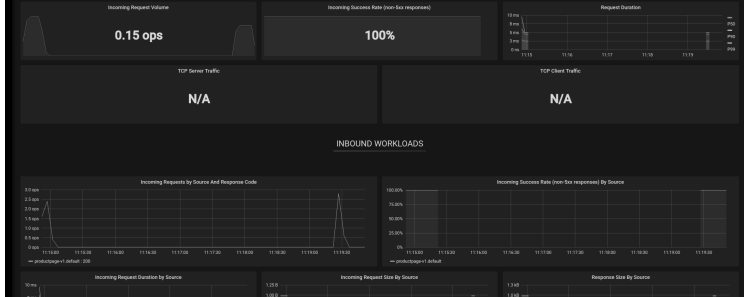 Incoming Request Volume
0.15 ops
Incoming Success Rate (non-5xx responses)
100%
Request Duration
10 ms
8 ms
5 ms
3 ms
0 ns
11:15 11:16 11:17 11:18 11:19
P50
P90
P99
TCP Server Traffic
N/A
TCP Client Traffic
N/A
INBOUND WORKLOADS
Incoming Requests by Source And Response Code
3.0 ops
2.5 ops
2.0 ops
1.5 ops
1.0 ops
0.5 ops
0 ops
11:15:00 11:15:30 11:16:00 11:16:30 11:17:00 11:17:30 11:18:00 11:18:30 11:19:00 11:19:30
productpage-v1.default : 200
Incoming Success Rate (non-5xx responses) By Source
100.00%
75.00%
50.00%
25.00%
0%
11:15:00 11:15:30 11:16:00 11:16:30 11:17:00 11:17:30 11:18:00 11:18:30 11:19:00 11:19:30
productpage-v1.default
Incoming Request Duration by Source
10 ms
Incoming Request Size By Source
1.25 B
1.00 B
Response Size By Source
1.3 kB
1.0 kB